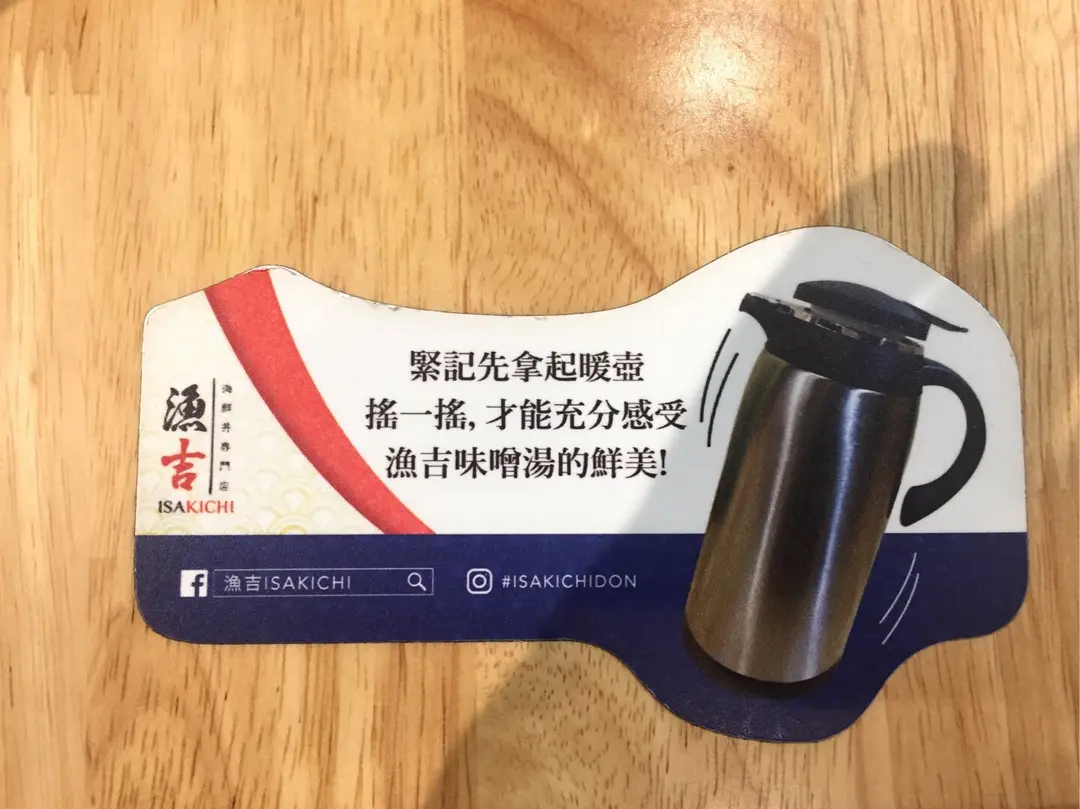 漁吉
海鮮丼專門店
ISAKICHI
緊記先拿起暖壺
搖一搖, 才能充分感受
漁吉味噌湯的鮮美!
漁吉ISAKICHI
#ISAKICHIDON